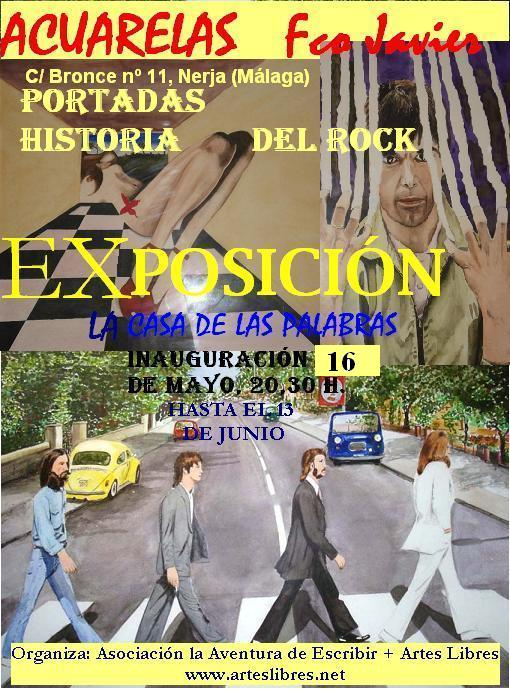 ACUARELAS Fco Javier
C/ Bronce nº 11, Nerja (Málaga)
PORTADAS
HISTORIA DEL ROCK
EXPOSICIÓN
LA CASA DE LAS PALABRAS
INAUGURACIÓN 16
DE MAYO, 20,30 H.
HASTA EL 13
DE JUNIO
Organiza: Asociación la Aventura de Escribir + Artes Libres
www.arteslibres.net